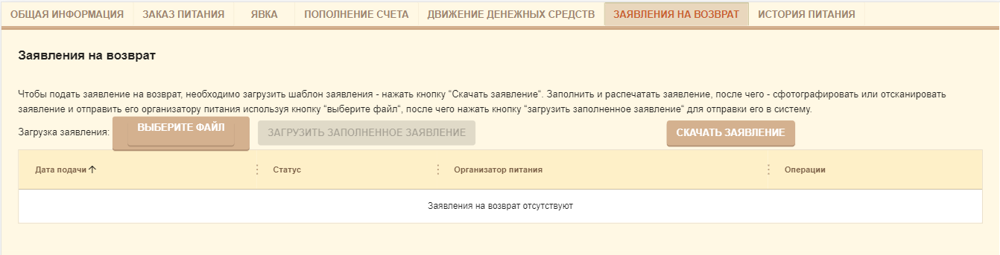 ОБЩАЯ ИНФОРМАЦИЯ ЗАКАЗ ПИТАНИЯ ЯВКА ПОПОЛНЕНИЕ СЧЕТА ДВИЖЕНИЕ ДЕНЕЖНЫХ СРЕДСТВ ЗАЯВЛЕНИЯ НА ВОЗВРАТ ИСТОРИЯ ПИТАНИЯ
Заявления на возврат
Чтобы подать заявление на возврат, необходимо загрузить шаблон заявления - нажать кнопку “Скачать заявление“. Заполнить и распечатать заявление, после чего - сфотографировать или отсканировать
заявление и отправить его организатору питания используя кнопку “выберите файл“, после чего нажать кнопку “загрузить заполненное заявление“ для отправки его в систему.
Загрузка заявления: ВЫБЕРИТЕ ФАЙЛ ЗАГРУЗИТЬ ЗАПОЛНЕННОЕ ЗАЯВЛЕНИЕ СКАЧАТЬ ЗАЯВЛЕНИЕ
Дата подачи Статус Организатор питания Операции
Заявления на возврат отсутствуют